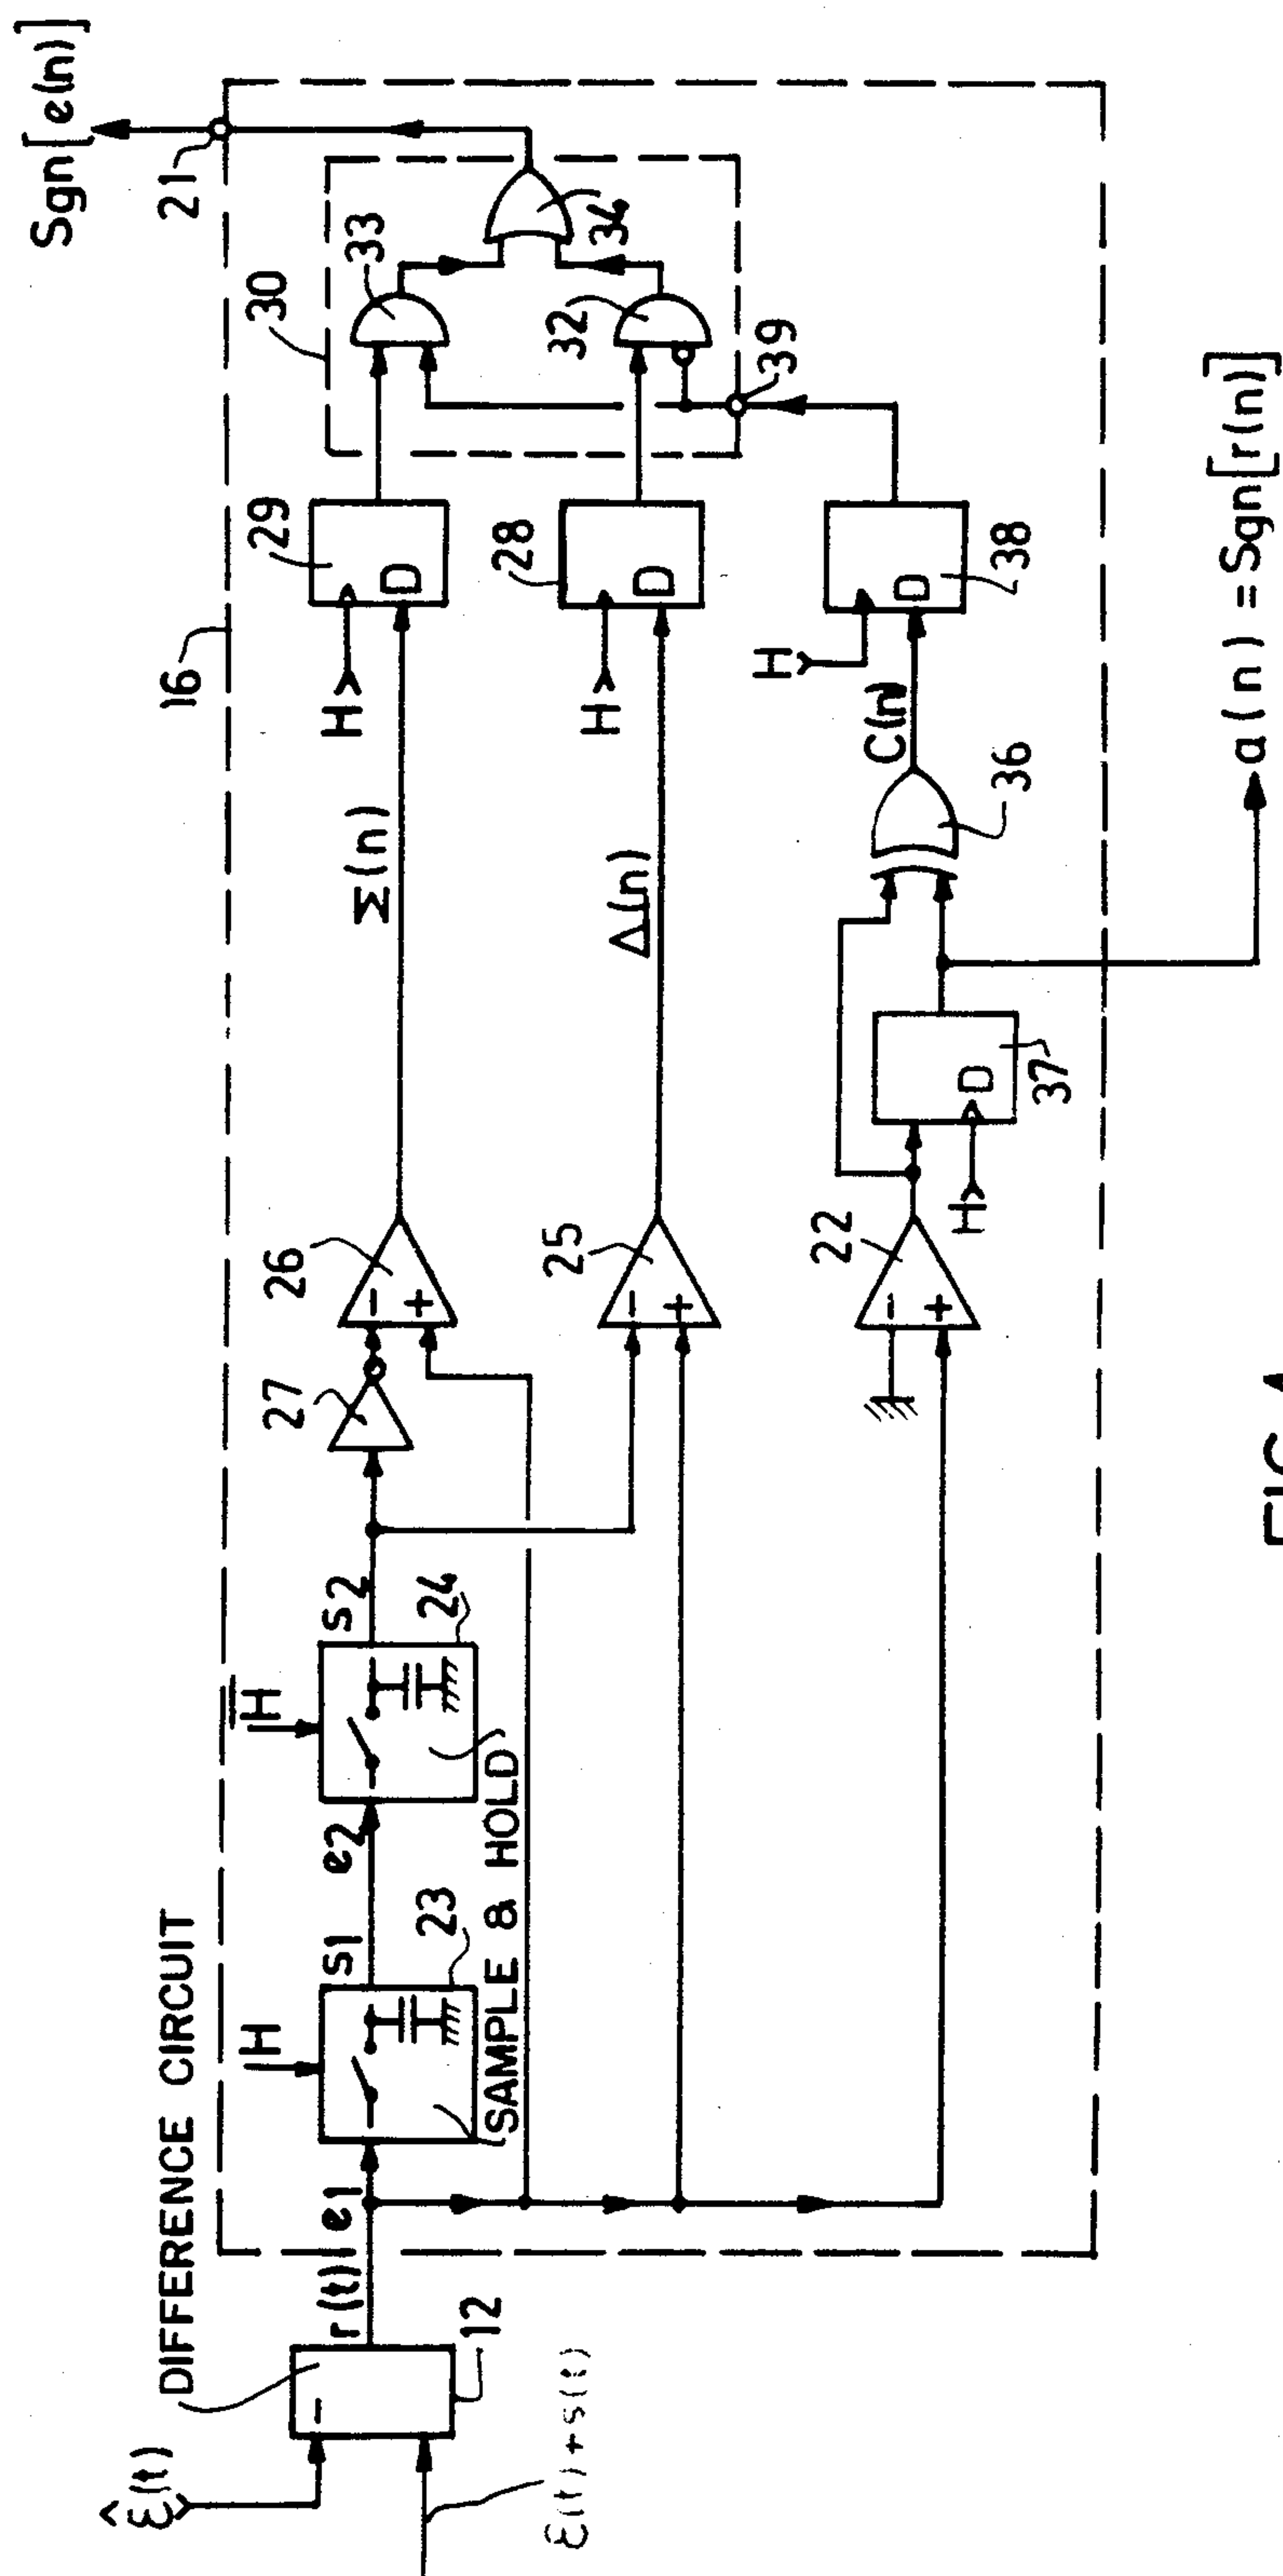 Sgn[e(n)]
21
16
30
33
34
32
39
29
H
D
28
H
D
38
H
D
Σ(n)
Δ(n)
C(n)
36
a(n) = Sgn[r(n)]
37
D
H
26
-
+
25
-
+
22
-
+
27
s2
24
H̅
e2
s1
23
H
SAMPLE & HOLD
e1
r(t)
DIFFERENCE CIRCUIT
12
-
ε̂(t)
ε(t)+s(t)